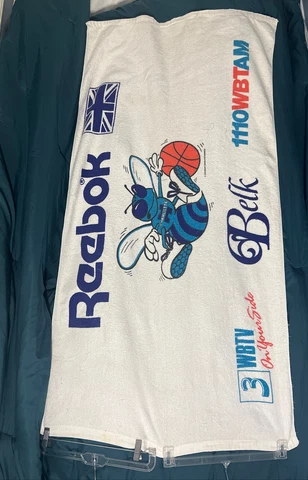 Reebok
3 WBTV
On Your Side
Belk
1110WBTAM